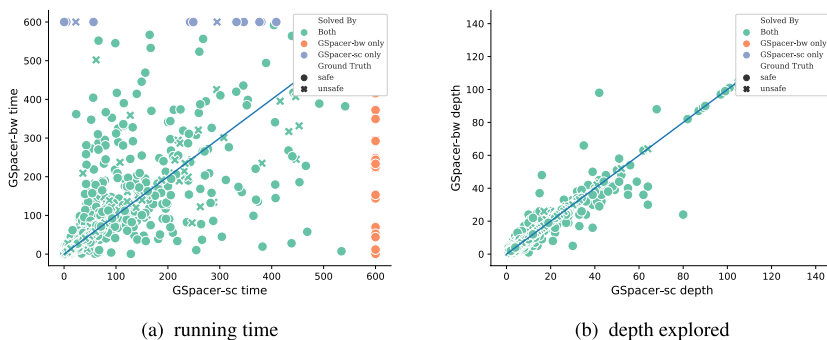 600
500
400
300
200
100
0
GSpacer-bw time
0
100
200
300
400
500
600
GSpacer-sc time
Solved By
Both
GSpacer-bw only
GSpacer-sc only
Ground Truth
safe
unsafe
(a) running time
140
120
100
80
60
40
20
0
GSpacer-bw depth
0
20
40
60
80
100
120
140
GSpacer-sc depth
Solved By
Both
GSpacer-bw only
GSpacer-sc only
Ground Truth
safe
unsafe
(b) depth explored